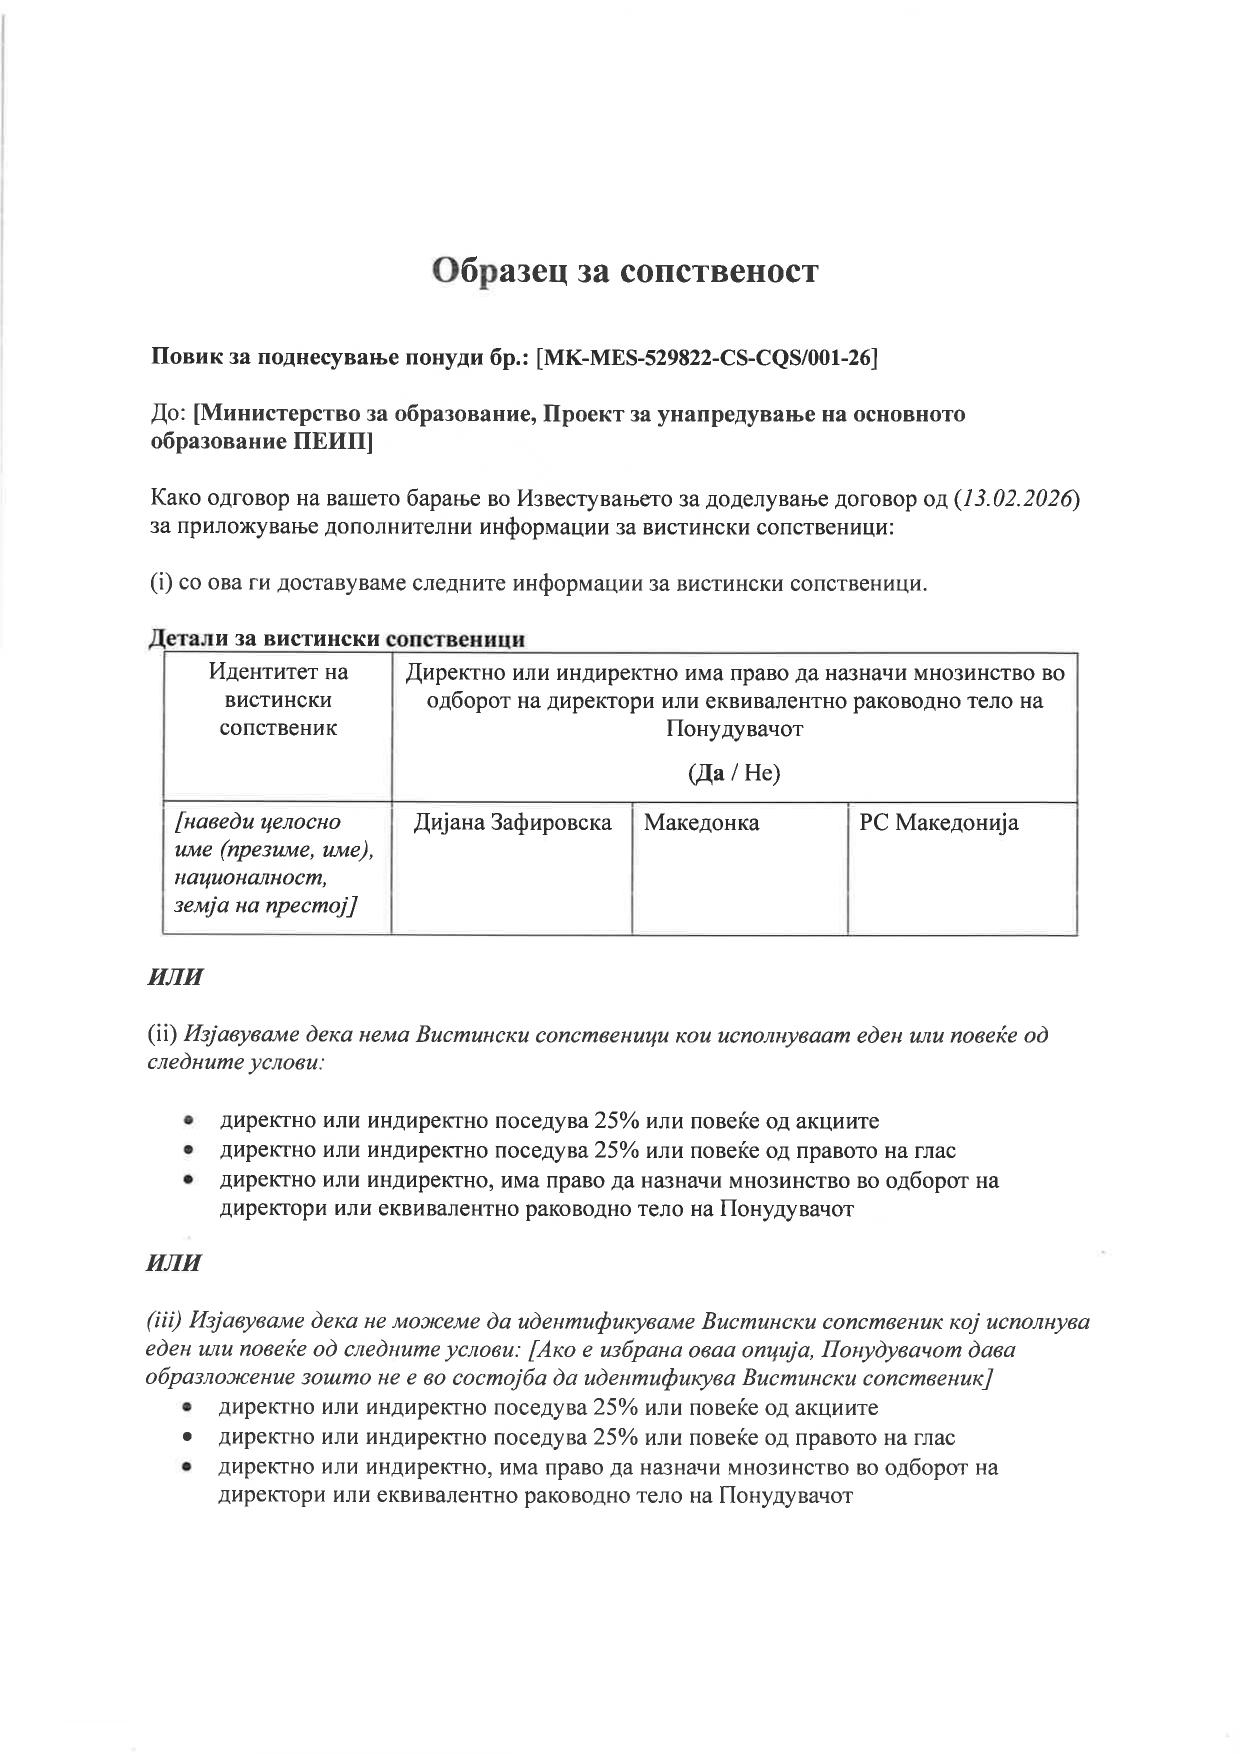 Образец за сопственост
Повик за поднесување понуди бр.: [MK-MES-529822-CS-CQS/001-26]
До: [Министерство за образование, Проект за унапредување на основното
образование ПЕИП]
Како одговор на вашето барање во Известувањето за доделување договор од (13.02.2026)
за приложување дополнителни информации за вистински сопственици:
(i) со ова ги доставуваме следните информации за вистински сопственици.
Детали за вистински сопственици
Идентитет на
вистински
сопственик
Директно или индиректно има право да назначи мнозинство во
одборот на директори или еквивалентно раководно тело на
Понудувачот
(Да / Не)
[наведи целосно
име (презиме, име),
националност,
земја на престој]
Дијана Зафировска
Македонка
РС Македонија
ИЛИ
(ii) Изјавуваме дека нема Вистински сопственици кои исполнуваат еден или повеќе од
следните услови:
• директно или индиректно поседува 25% или повеќе од акциите
• директно или индиректно поседува 25% или повеќе од правото на глас
• директно или индиректно, има право да назначи мнозинство во одборот на
директори или еквивалентно раководно тело на Понудувачот
ИЛИ
(iii) Изјавуваме дека не можеме да идентификуваме Вистински сопственик кој исполнува
еден или повеќе од следните услови: [Ако е избрана оваа опција, Понудувачот дава
образложение зошто не е во состојба да идентификува Вистински сопственик]
• директно или индиректно поседува 25% или повеќе од акциите
• директно или индиректно поседува 25% или повеќе од правото на глас
• директно или индиректно, има право да назначи мнозинство во одборот на
директори или еквивалентно раководно тело на Понудувачот